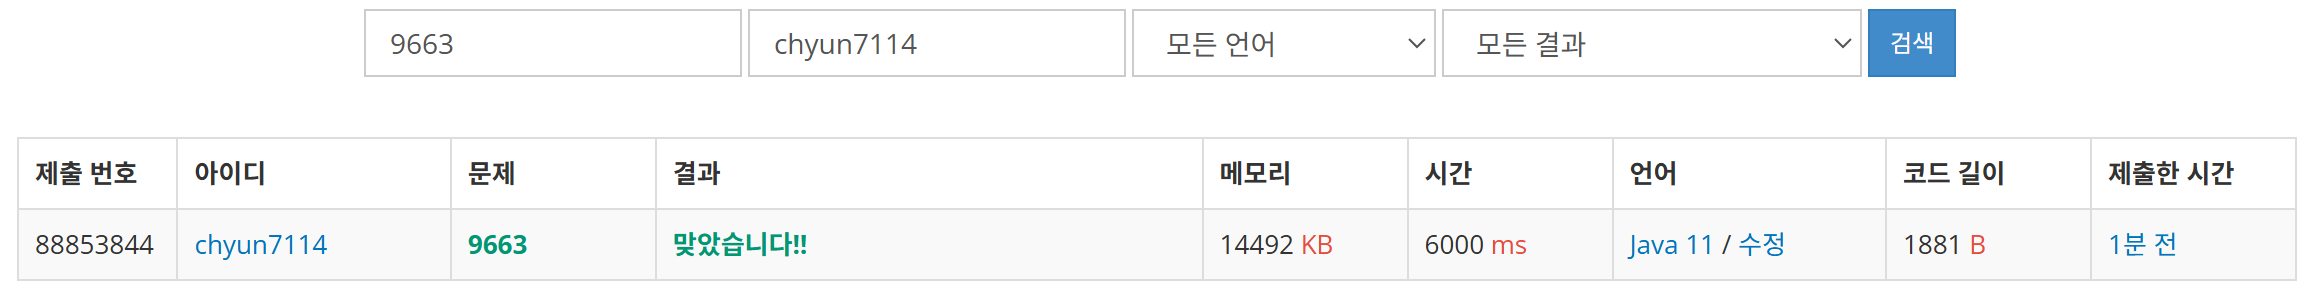 9663 chyun7114 모든 언어 모든 결과 검색
제출 번호 아이디 문제 결과 메모리 시간 언어 코드 길이 제출한 시간
88853844 chyun7114 9663 맞았습니다!! 14492 KB 6000 ms Java 11 / 수정 1881 B 1분 전